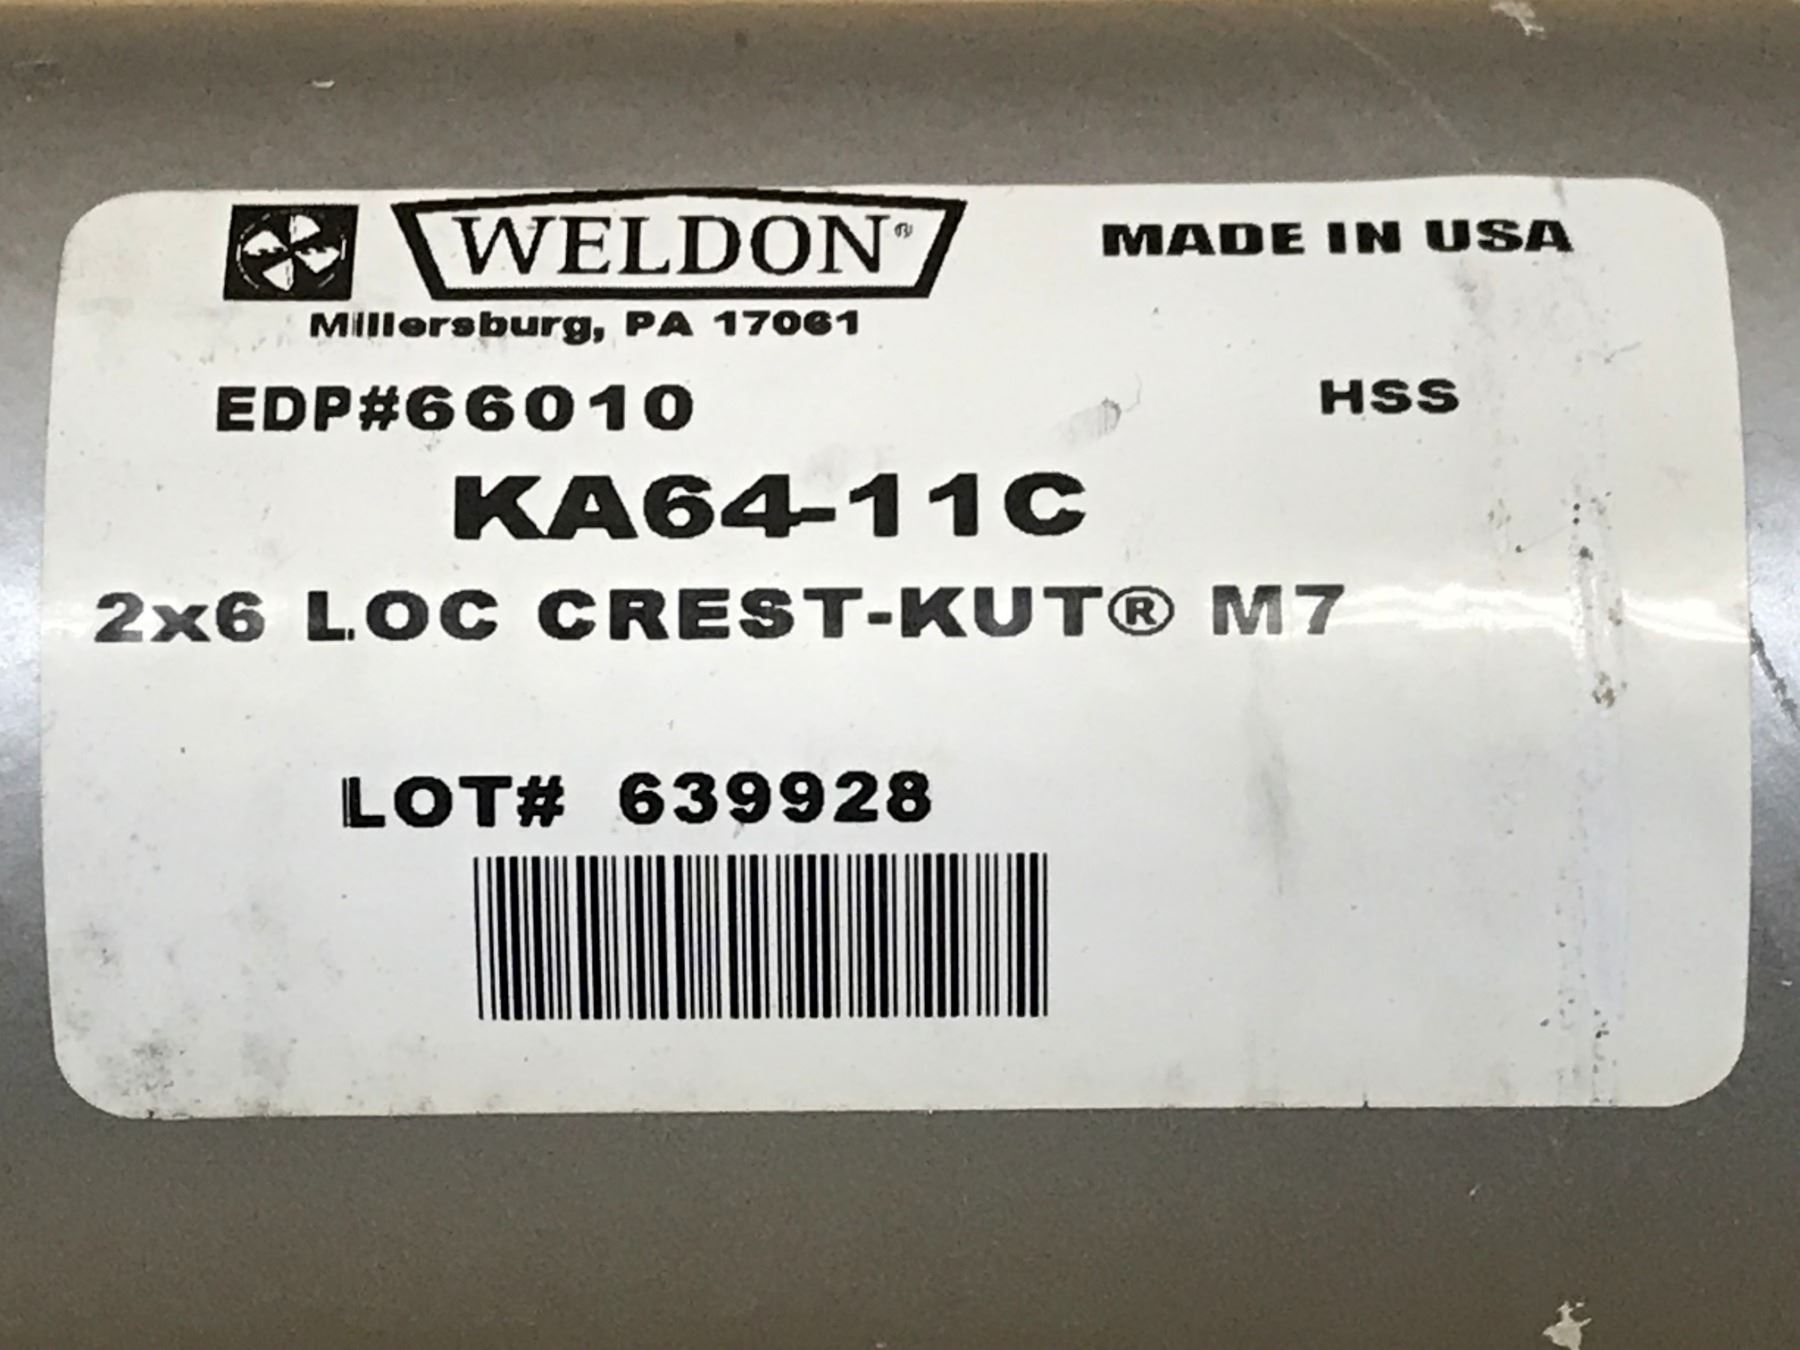 WELDON® MADE IN USA
Millersburg, PA 17061
EDP#66010 HSS
KA64-11C
2x6 LOC CREST-KUT® M7
LOT# 639928